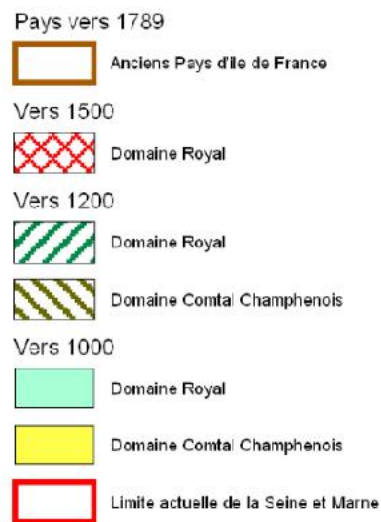 Pays vers 1789
Anciens Pays d'ile de France
Vers 1500
Domaine Royal
Vers 1200
Domaine Royal
Domaine Comtal Champhenois
Vers 1000
Domaine Royal
Domaine Comtal Champhenois
Limite actuelle de la Seine et Marne